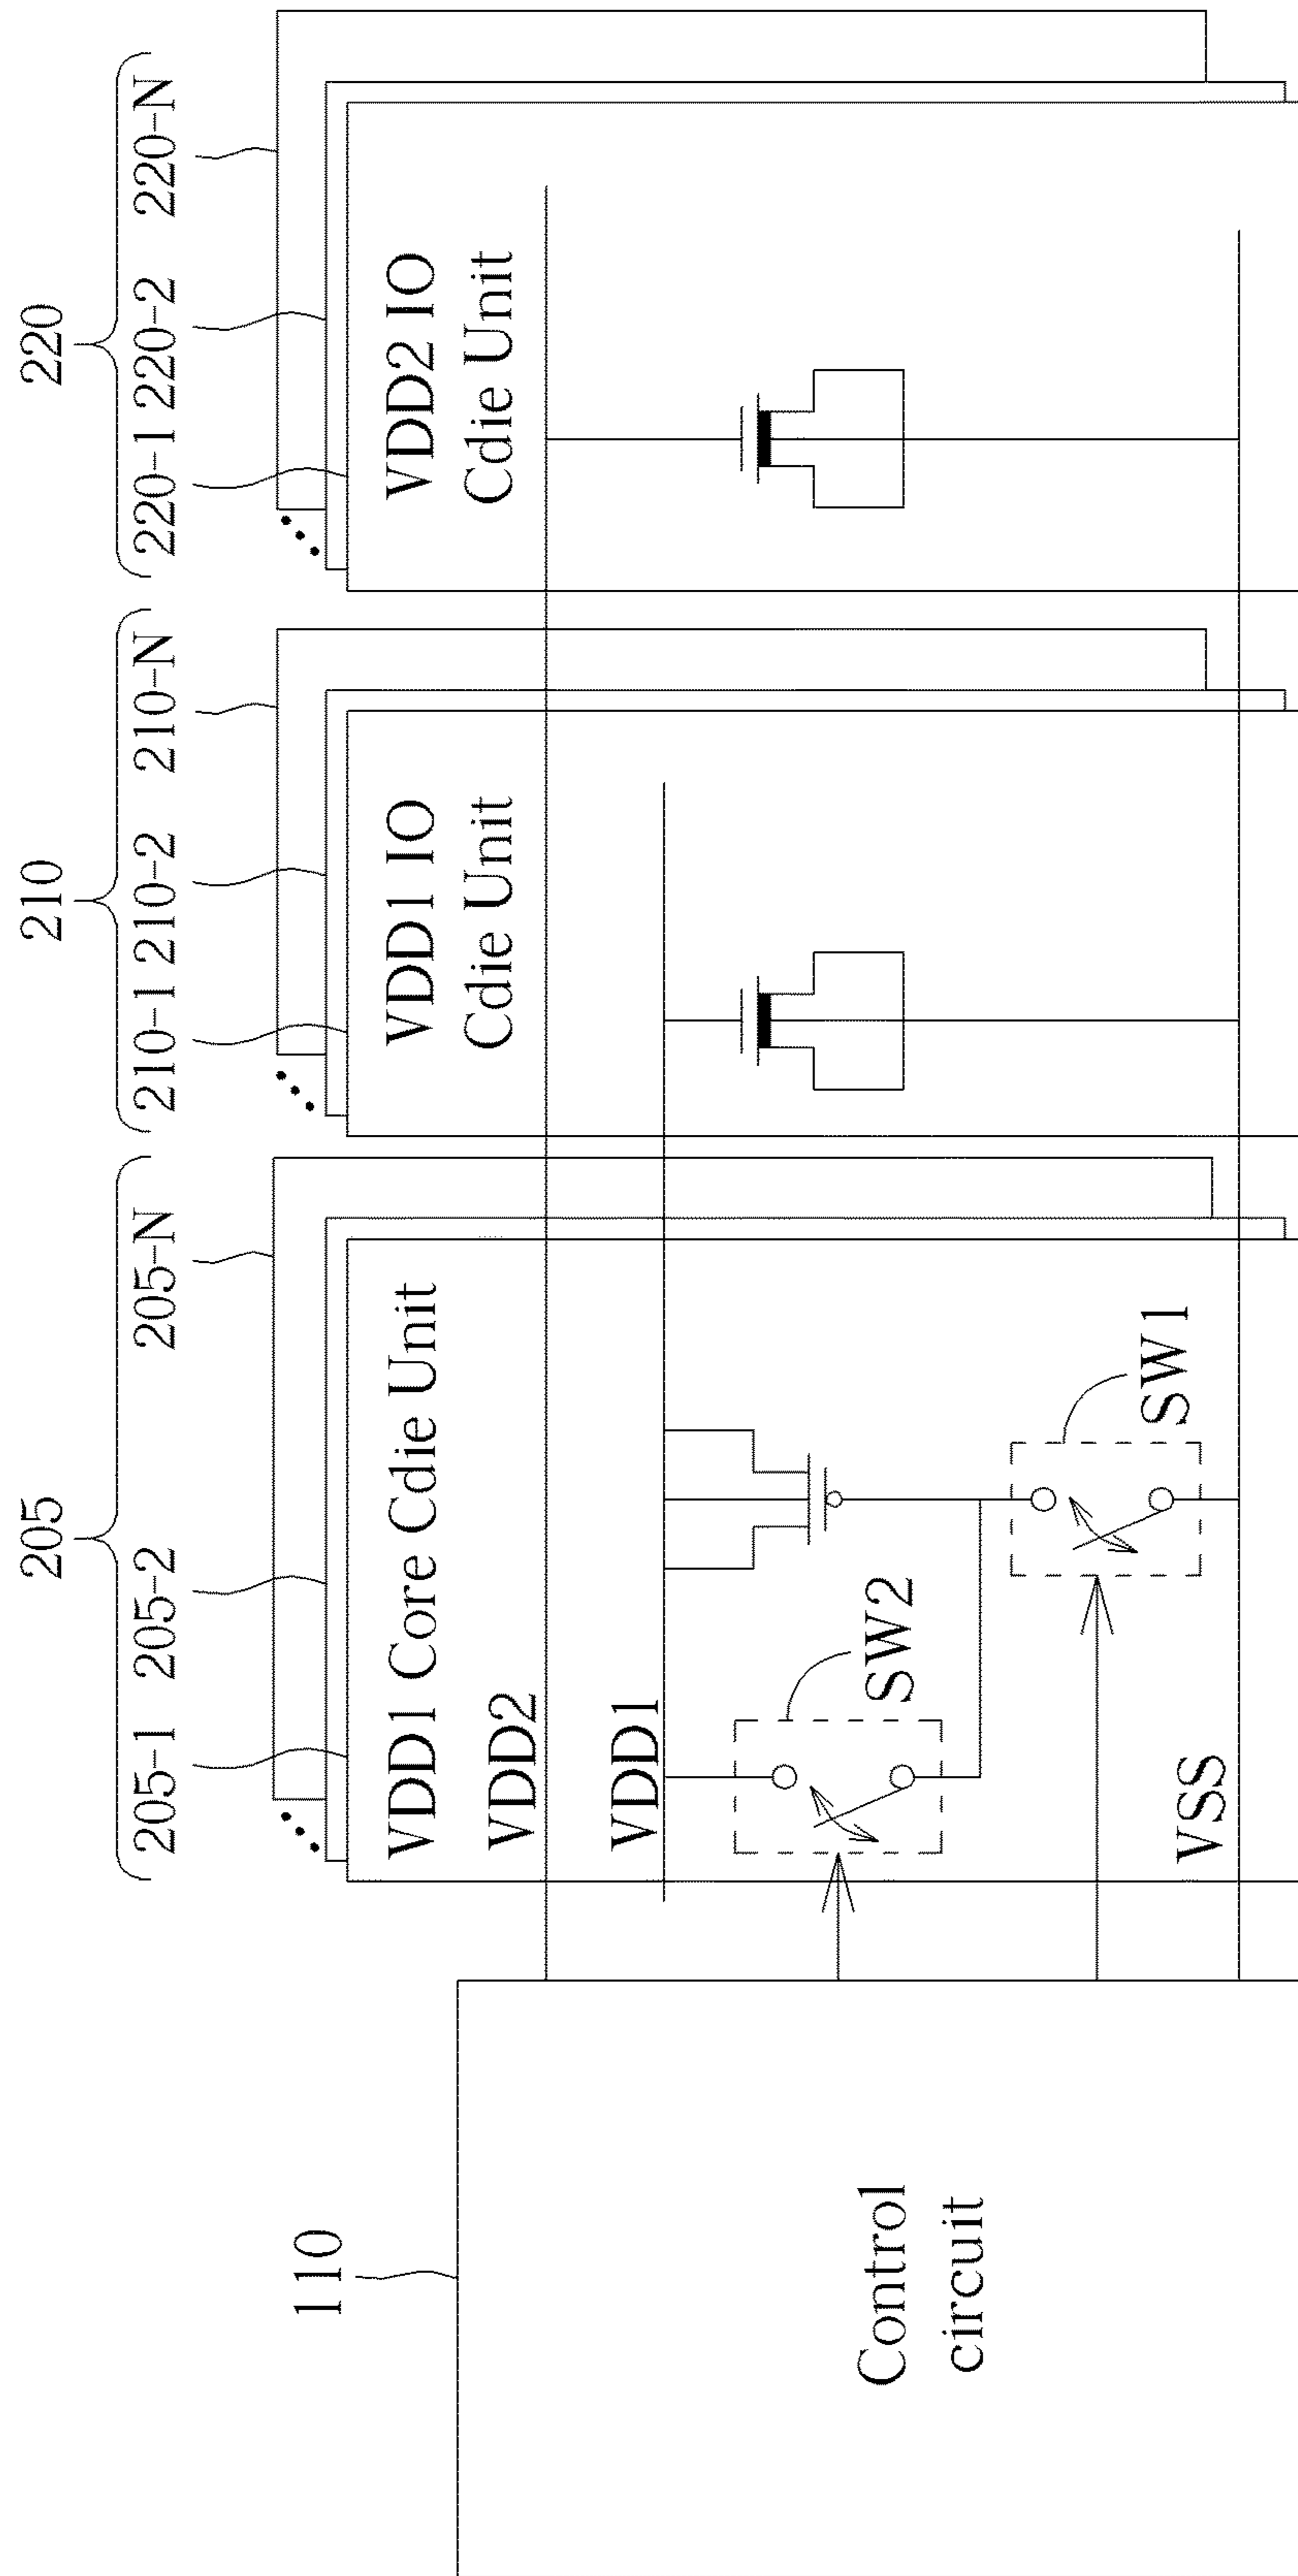 205
210
220
205-1 205-2 205-N
210-1 210-2 210-N
220-1 220-2 220-N
110
VDD1 Core Cdie Unit
VDD1 IO
Cdie Unit
VDD2 IO
Cdie Unit
VDD2
VDD1
SW2
SW1
VSS
Control
circuit